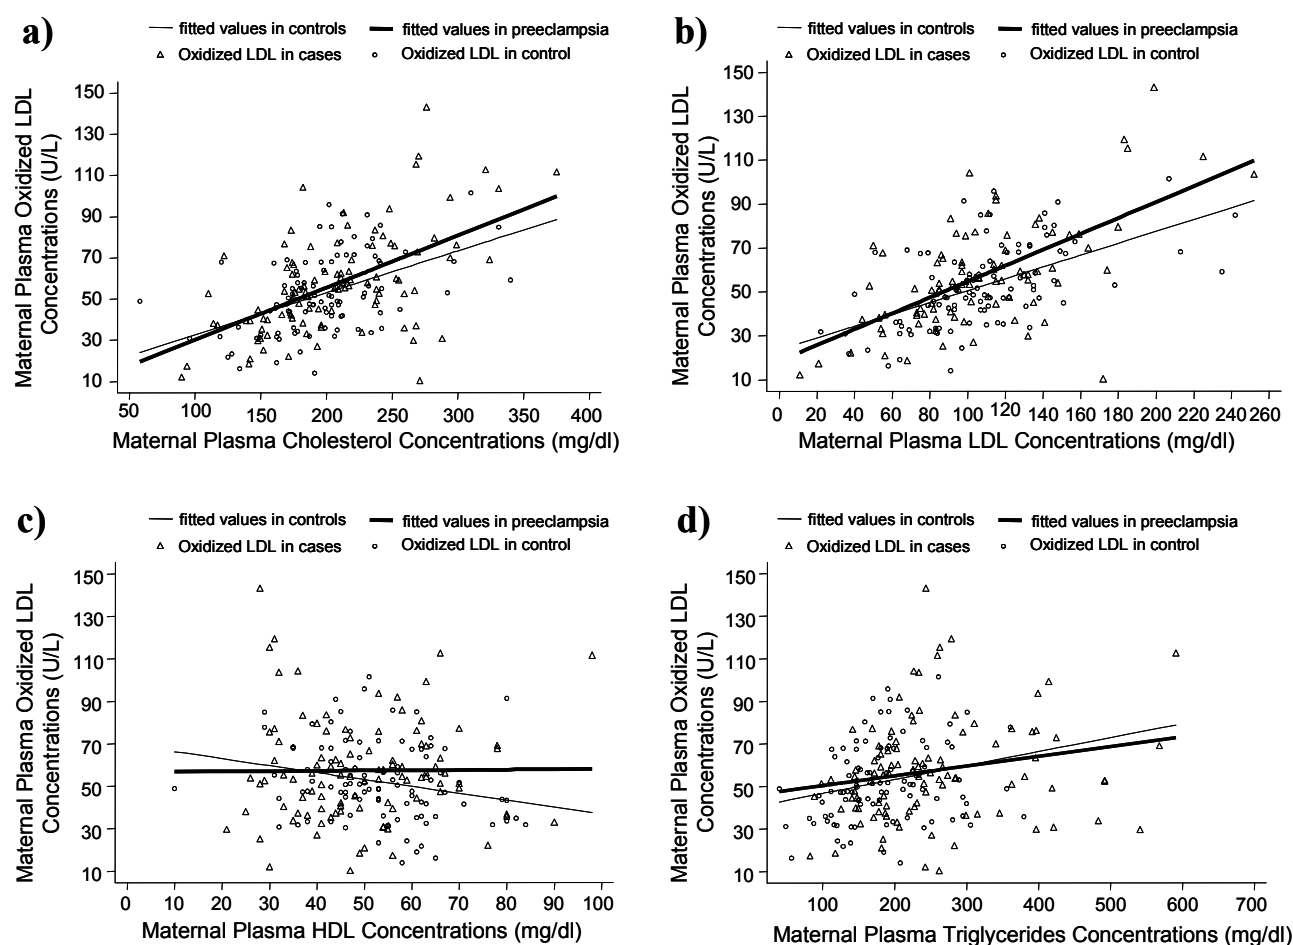 a)
fitted values in controls fitted values in preeclampsia
Oxidized LDL in cases Oxidized LDL in control
Maternal Plasma Oxidized LDL
Concentrations (U/L)
150
130
110
90
70
50
30
10
50 100 150 200 250 300 350 400
Maternal Plasma Cholesterol Concentrations (mg/dl)
b)
fitted values in controls fitted values in preeclampsia
Oxidized LDL in cases Oxidized LDL in control
Maternal Plasma Oxidized LDL
Concentrations (U/L)
150
130
110
90
70
50
30
10
0 20 40 60 80 100 120 140 160 180 200 220 240 260
Maternal Plasma LDL Concentrations (mg/dl)
c)
fitted values in controls fitted values in preeclampsia
Oxidized LDL in cases Oxidized LDL in control
Maternal Plasma Oxidized LDL
Concentrations (U/L)
150
130
110
90
70
50
30
10
0 10 20 30 40 50 60 70 80 90 100
Maternal Plasma HDL Concentrations (mg/dl)
d)
fitted values in controls fitted values in preeclampsia
Oxidized LDL in cases Oxidized LDL in control
Maternal Plasma Oxidized LDL
Concentrations (U/L)
150
130
110
90
70
50
30
10
100 200 300 400 500 600 700
Maternal Plasma Triglycerides Concentrations (mg/dl)